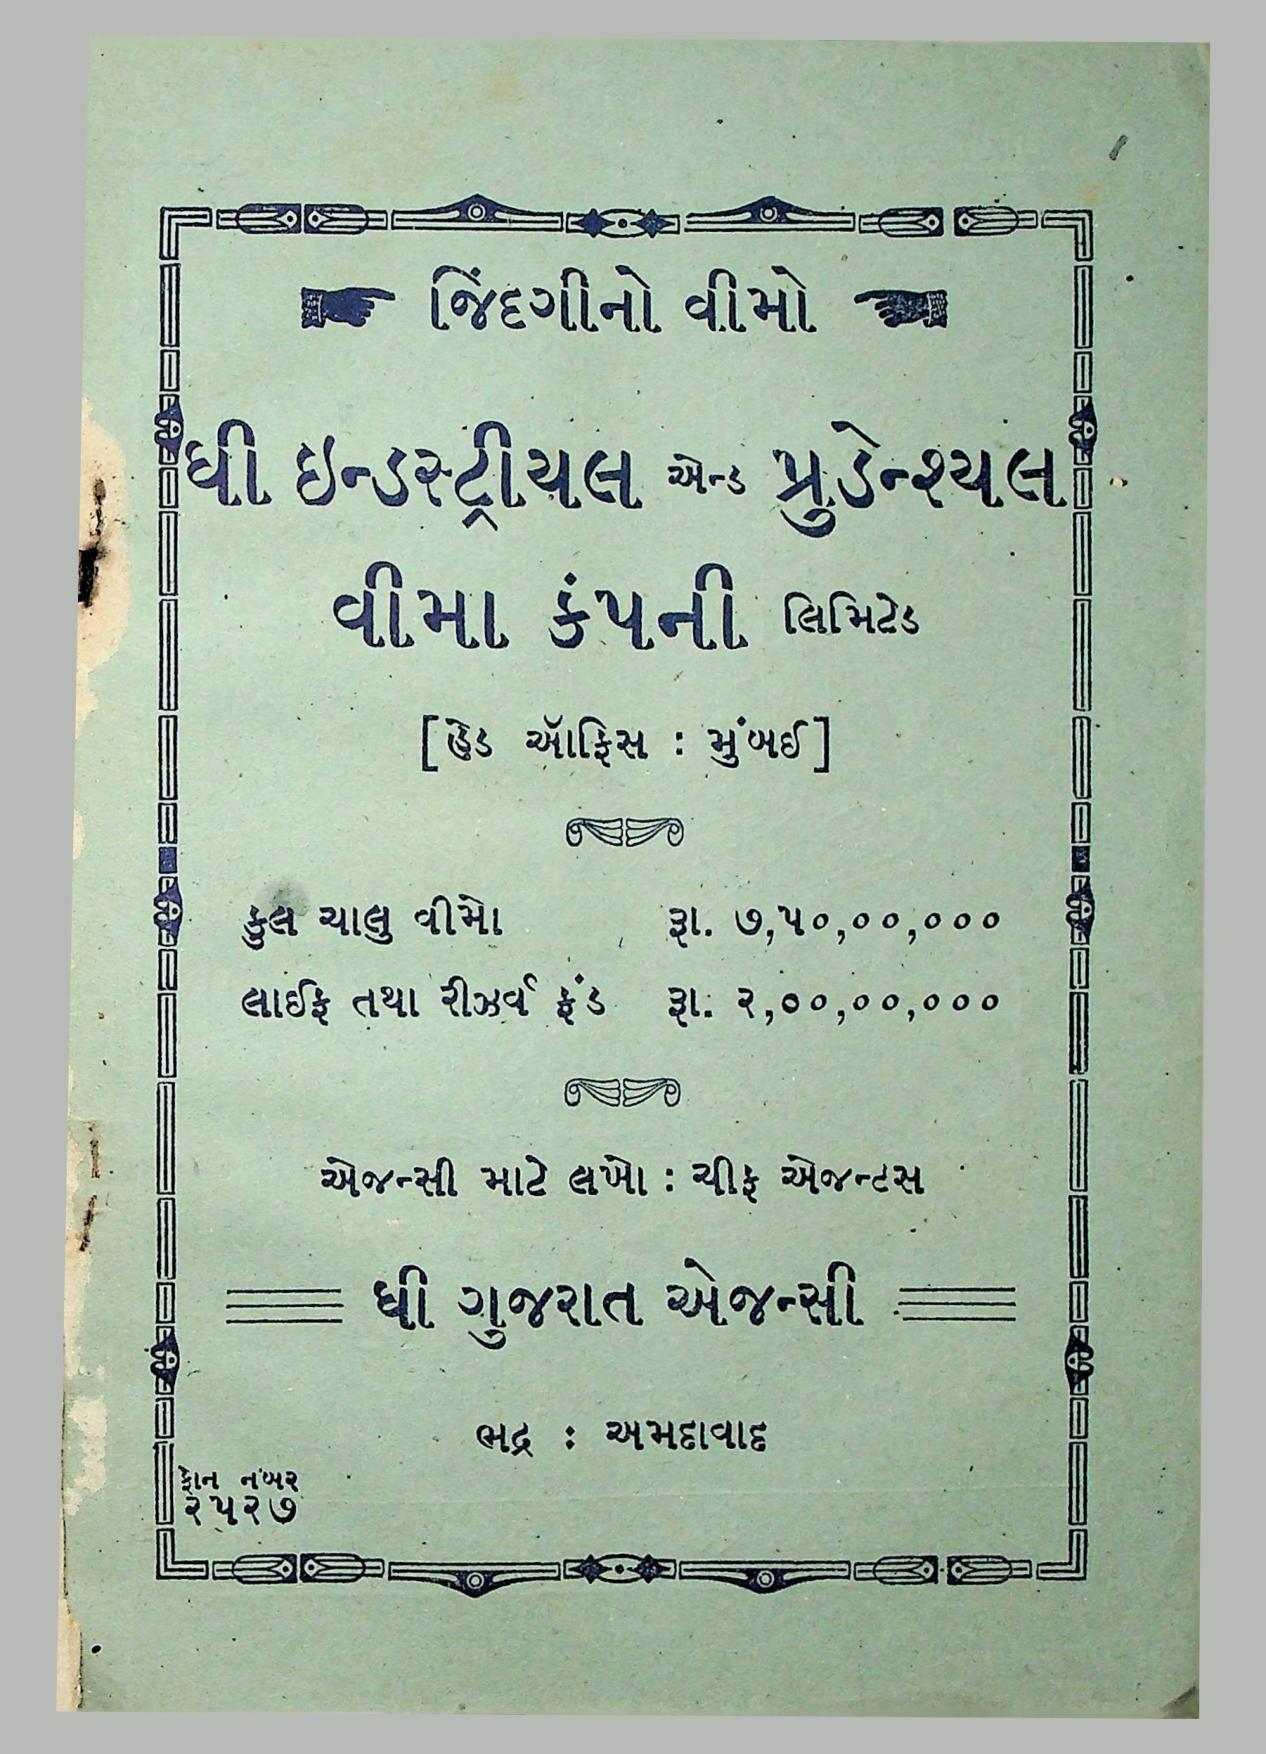 જિંદગીનો વીમો
ધી ઇન્ડસ્ટ્રીયલ એન્ડ પ્રુડેન્શ્યલ
વીમા કંપની લિમિટેડ
[હેડ ઑફિસ : મુંબઈ]
કુલ ચાલુ વીમો રૂા. ૭,૫૦,૦૦,૦૦૦
લાઈફ તથા રીઝર્વ ફંડ રૂા. ૨,૦૦,૦૦,૦૦૦
એજન્સી માટે લખો : ચીફ એજન્ટસ
ધી ગુજરાત એજન્સી
ભદ્ર : અમદાવાદ
ફોન નંબર
૨૫૨૭